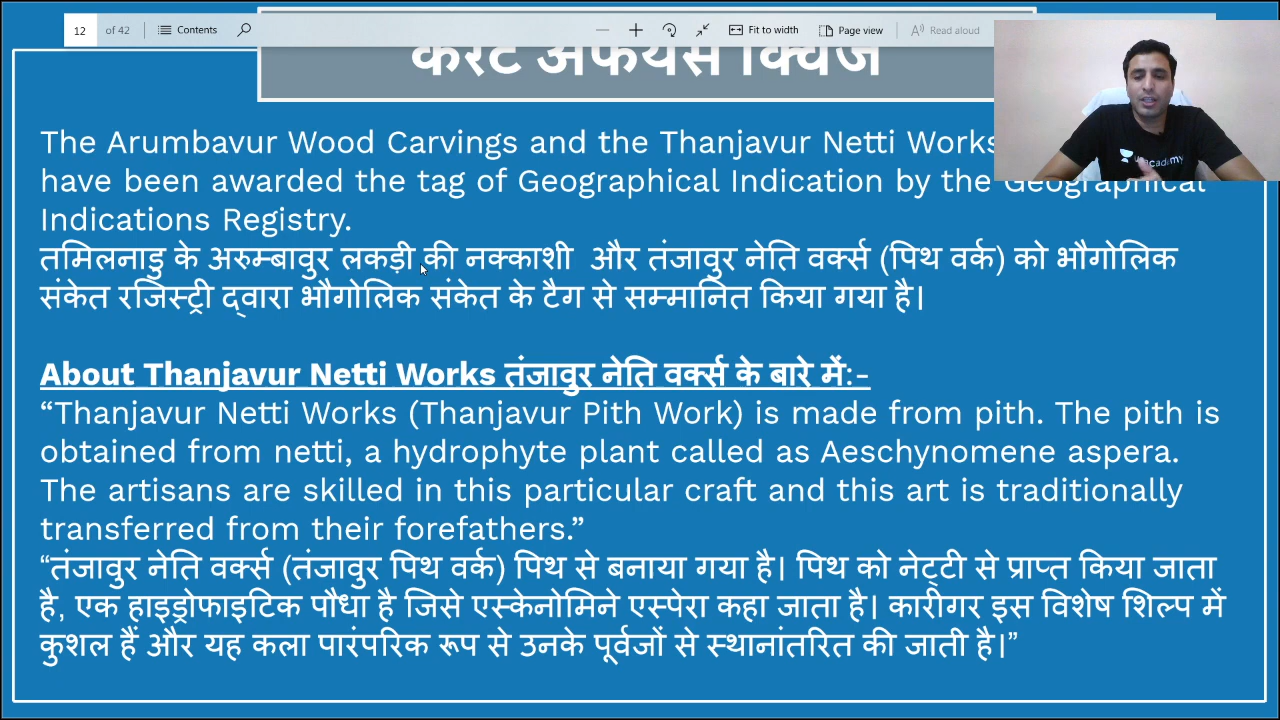 12 of 42 Contents Fit to width Page view Read aloud
करंट अफेयर्स क्विज
The Arumbavur Wood Carvings and the Thanjavur Netti Works
have been awarded the tag of Geographical Indication by the Geographical
Indications Registry.
तमिलनाडु के अरुम्बावुर लकड़ी की नक्काशी और तंजावुर नेति वर्क्स (पिथ वर्क) को भौगोलिक
संकेत रजिस्ट्री द्वारा भौगोलिक संकेत के टैग से सम्मानित किया गया है।
About Thanjavur Netti Works तंजावुर नेति वर्क्स के बारे में:-
“Thanjavur Netti Works (Thanjavur Pith Work) is made from pith. The pith is
obtained from netti, a hydrophyte plant called as Aeschynomene aspera.
The artisans are skilled in this particular craft and this art is traditionally
transferred from their forefathers.”
“तंजावुर नेति वर्क्स (तंजावुर पिथ वर्क) पिथ से बनाया गया है। पिथ को नेट्टी से प्राप्त किया जाता
है, एक हाइड्रोफाइटिक पौधा है जिसे एस्केनोमिने एस्पेरा कहा जाता है। कारीगर इस विशेष शिल्प में
कुशल हैं और यह कला पारंपरिक रूप से उनके पूर्वजों से स्थानांतरित की जाती है।”